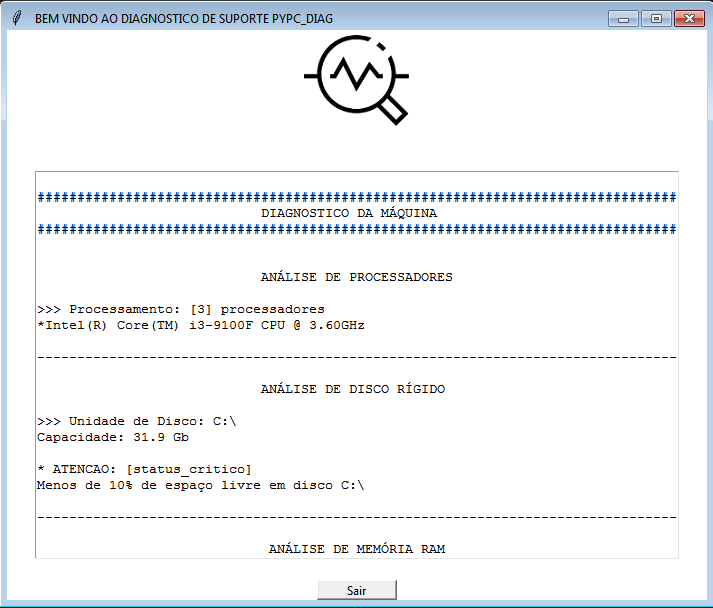 BEM VINDO AO DIAGNOSTICO DE SUPORTE PYPC_DIAG
################################################################################
DIAGNOSTICO DA MÁQUINA
################################################################################
ANÁLISE DE PROCESSADORES
>>> Processamento: [3] processadores
*Intel(R) Core(TM) i3-9100F CPU @ 3.60GHz
--------------------------------------------------------------------------------
ANÁLISE DE DISCO RÍGIDO
>>> Unidade de Disco: C:\
Capacidade: 31.9 Gb
* ATENCAO: [status_critico]
Menos de 10% de espaço livre em disco C:\
--------------------------------------------------------------------------------
ANÁLISE DE MEMÓRIA RAM
Sair